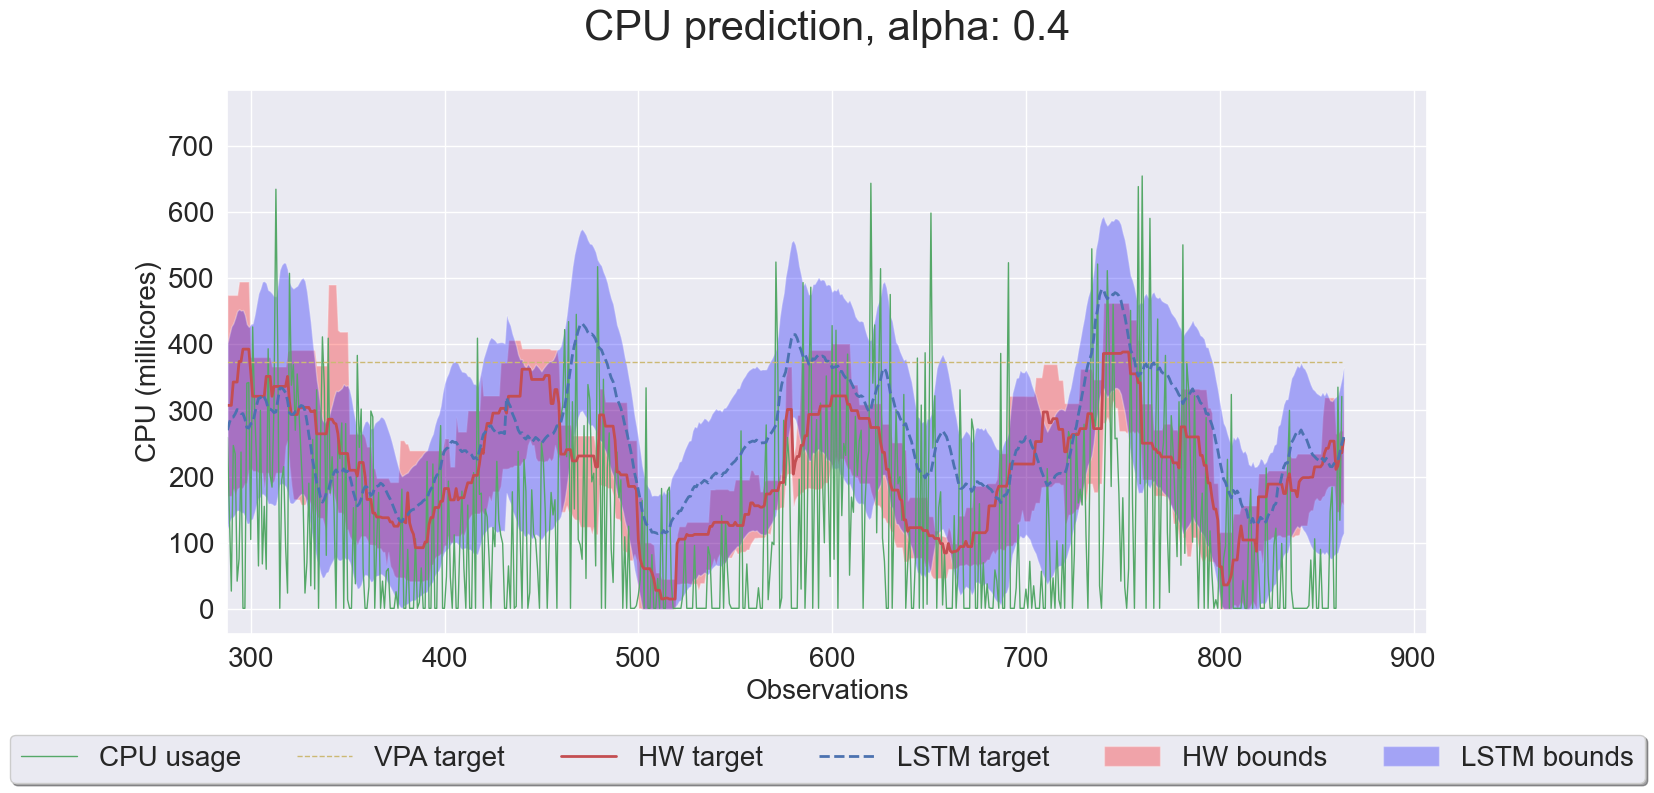 CPU prediction, alpha: 0.4
CPU (millicores)
700
600
500
400
300
200
100
0
300 400 500 600 700 800 900
Observations
CPU usage VPA target HW target LSTM target HW bounds LSTM bounds